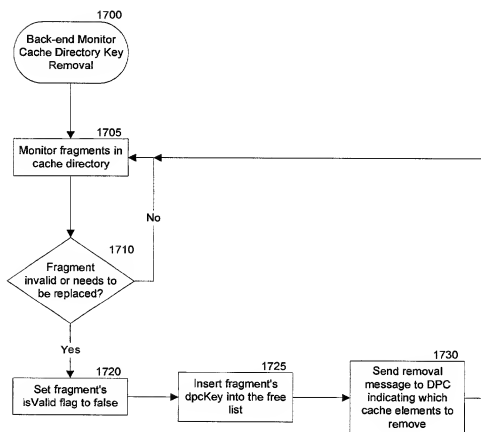 1700
Back-end Monitor
Cache Directory Key
Removal
1705
Monitor fragments in
cache directory
No
1710
Fragment
invalid or needs to
be replaced?
Yes
1720
Set fragment's
isValid flag to false
1725
Insert fragment's
dpcKey into the free
list
1730
Send removal
message to DPC
indicating which
cache elements to
remove